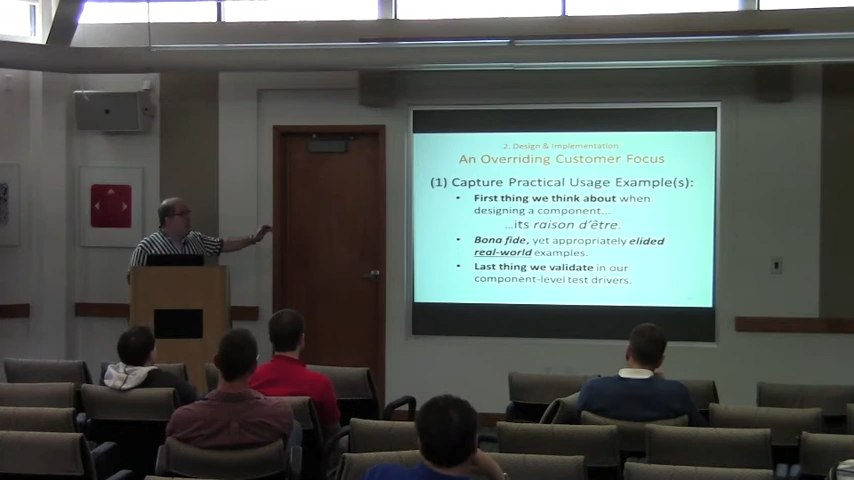 2. Design & Implementation
An Overriding Customer Focus
(1) Capture Practical Usage Example(s):
• First thing we think about when
designing a component…
…its raison d’être.
• Bona fide, yet appropriately elided
real-world examples.
• Last thing we validate in our
component-level test drivers.